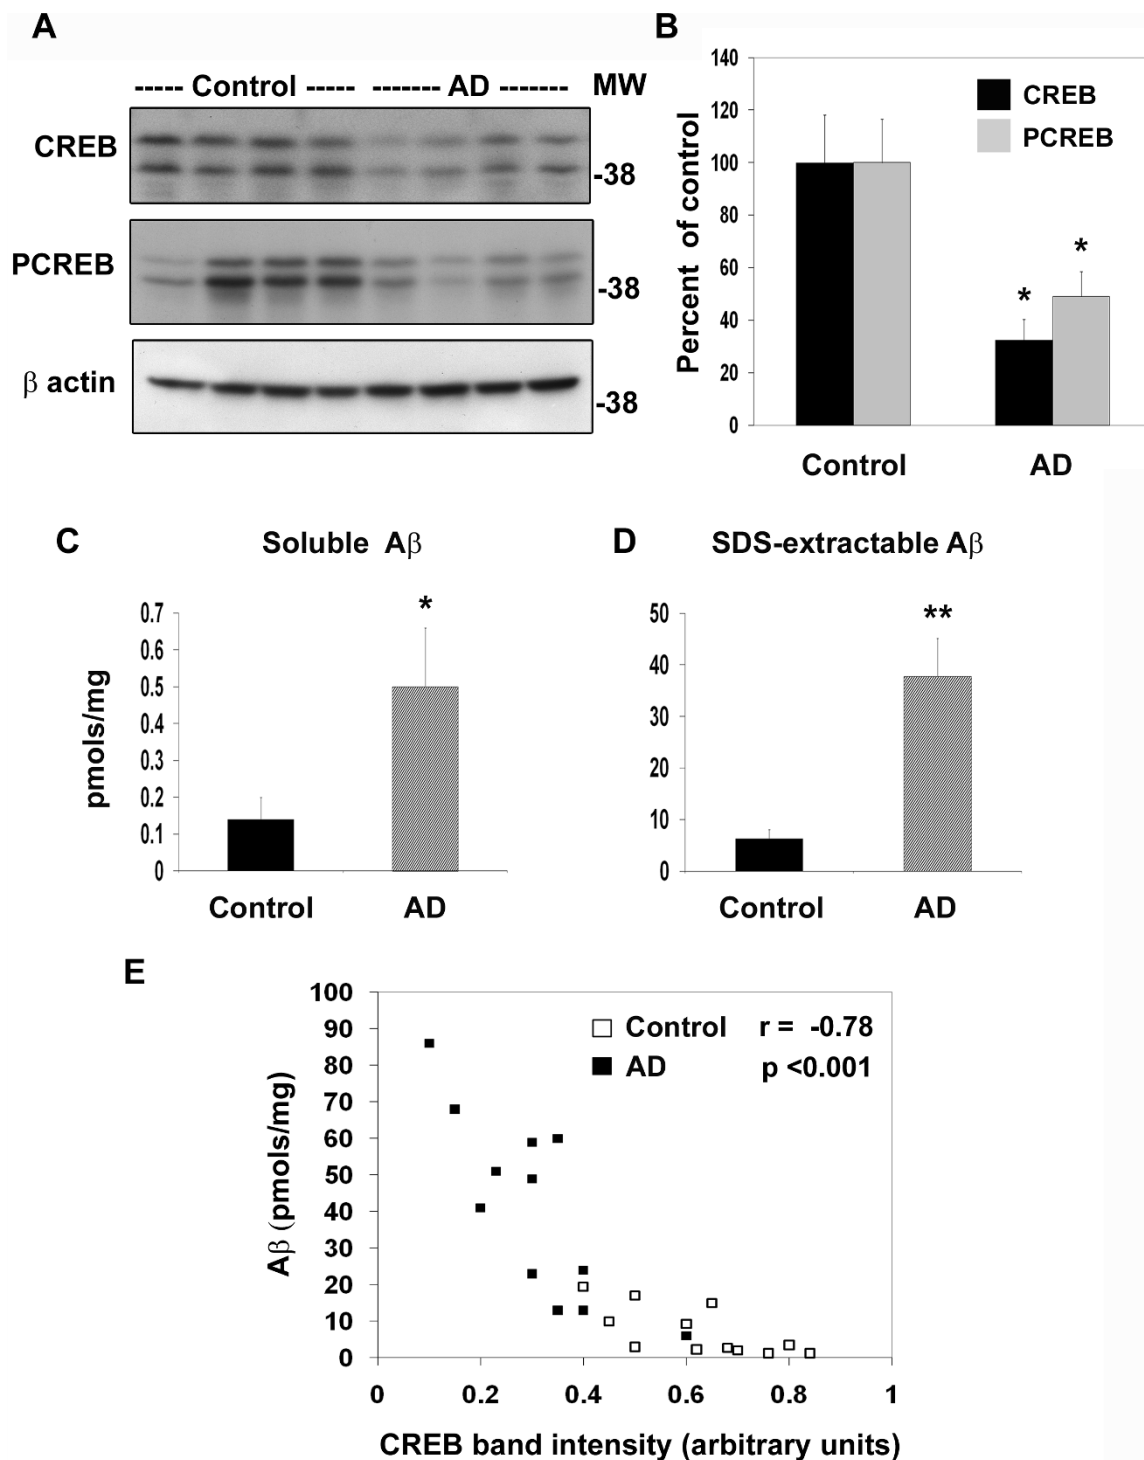 A
----- Control ----- ------- AD ------- MW
CREB
-38
PCREB
-38
β actin
-38
B
Percent of control
140
120
100
80
60
40
20
0
CREB
PCREB
*
*
Control AD
C
Soluble Aβ
pmols/mg
0.7
0.6
0.5
0.4
0.3
0.2
0.1
0
*
Control AD
D
SDS-extractable Aβ
50
40
30
20
10
0
**
Control AD
E
Aβ (pmols/mg)
100
90
80
70
60
50
40
30
20
10
0
Control r = -0.78
AD p <0.001
0 0.2 0.4 0.6 0.8 1
CREB band intensity (arbitrary units)